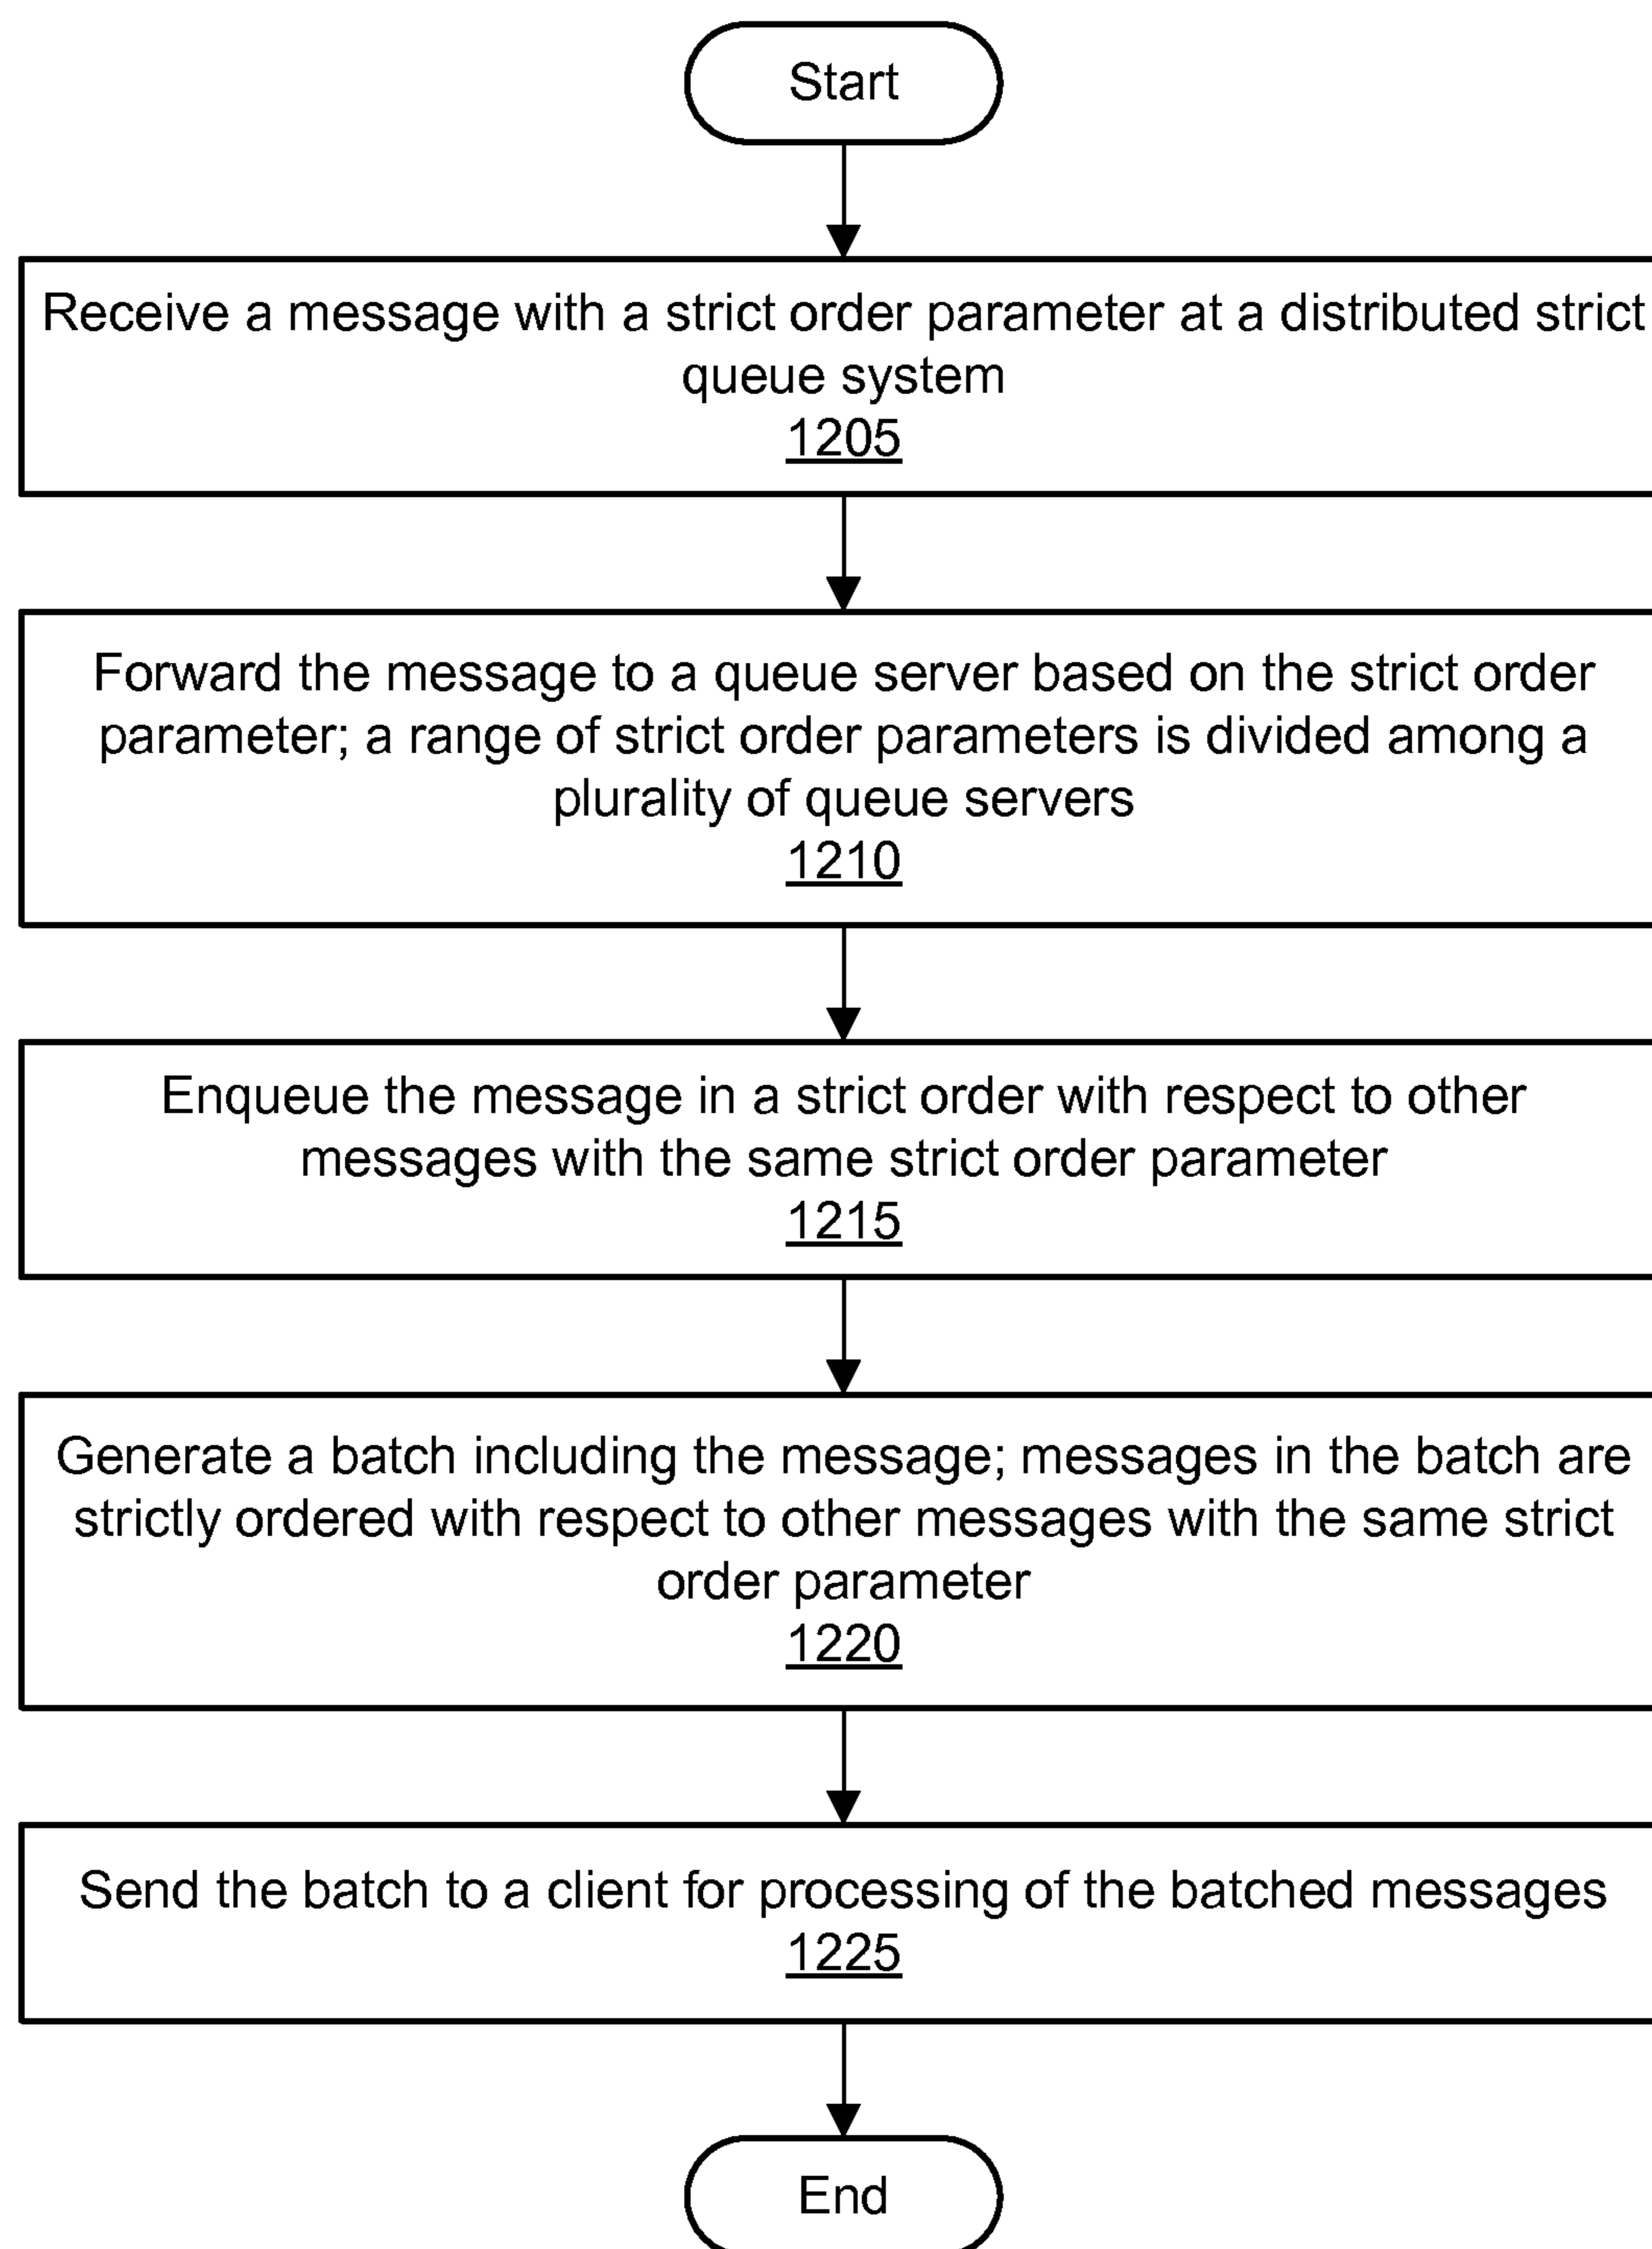 Start
Receive a message with a strict order parameter at a distributed strict
queue system
1205
Forward the message to a queue server based on the strict order
parameter; a range of strict order parameters is divided among a
plurality of queue servers
1210
Enqueue the message in a strict order with respect to other
messages with the same strict order parameter
1215
Generate a batch including the message; messages in the batch are
strictly ordered with respect to other messages with the same strict
order parameter
1220
Send the batch to a client for processing of the batched messages
1225
End